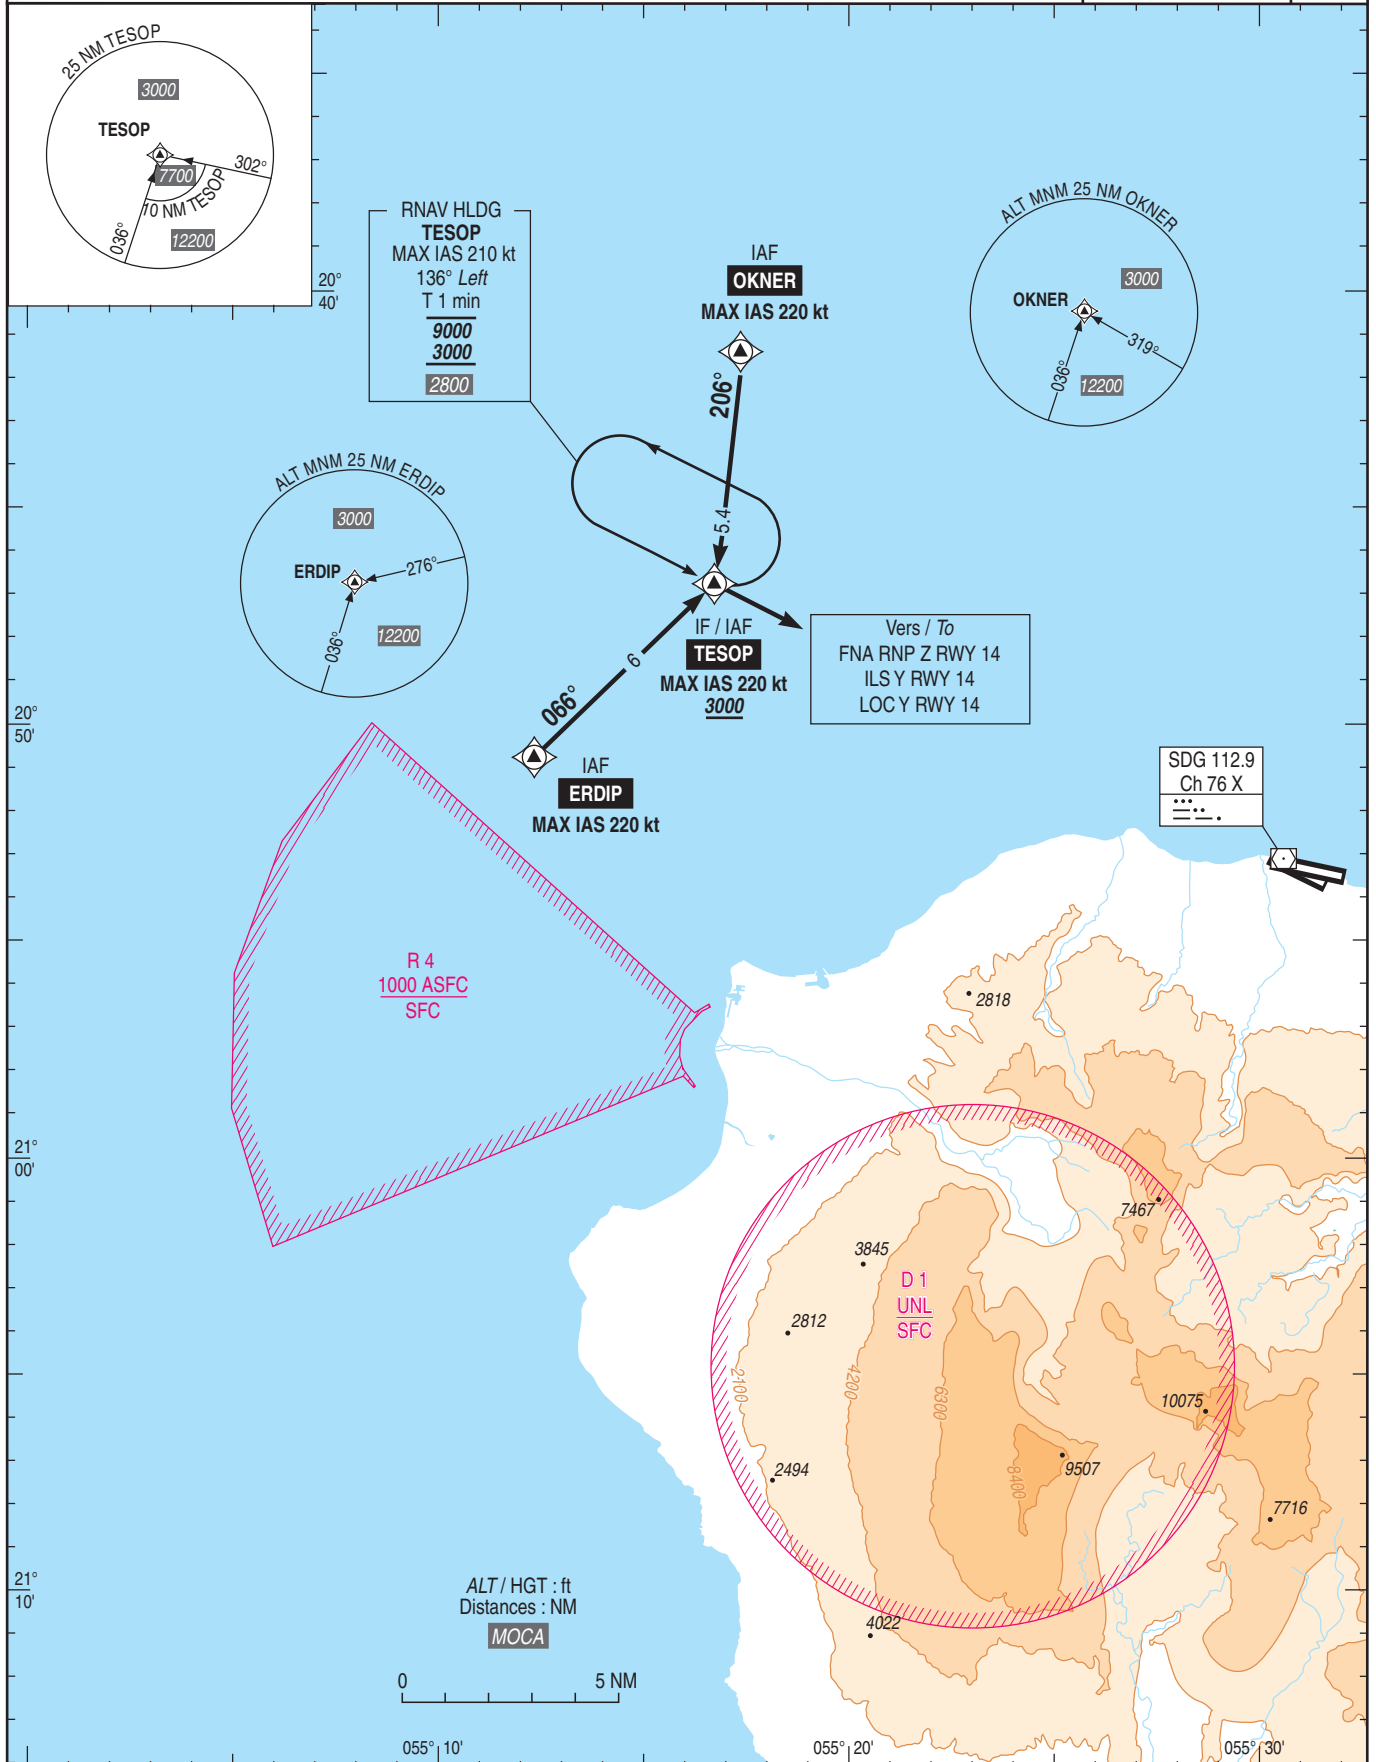 25 NM TESOP
3000
TESOP
7700
302°
10 NM TESOP
036°
12200
RNAV HLDG
TESOP
MAX IAS 210 kt
136° Left
T 1 min
9000
3000
2800
IAF
OKNER
MAX IAS 220 kt
206°
5.4
ALT MNM 25 NM OKNER
3000
OKNER
319°
036°
12200
20°
40'
ALT MNM 25 NM ERDIP
3000
ERDIP
276°
036°
12200
IF / IAF
TESOP
MAX IAS 220 kt
3000
6
066°
Vers / To
FNA RNP Z RWY 14
ILS Y RWY 14
LOC Y RWY 14
20°
50'
IAF
ERDIP
MAX IAS 220 kt
SDG 112.9
Ch 76 X
R 4
1000 ASFC
SFC
2818
21°
00'
7467
3845
D 1
UNL
SFC
2812
2100
4200
6300
10075
2494
8400
9507
7716
21°
10'
ALT / HGT : ft
Distances : NM
MOCA
4022
0 5 NM
055° 10'
055° 20'
055° 30'